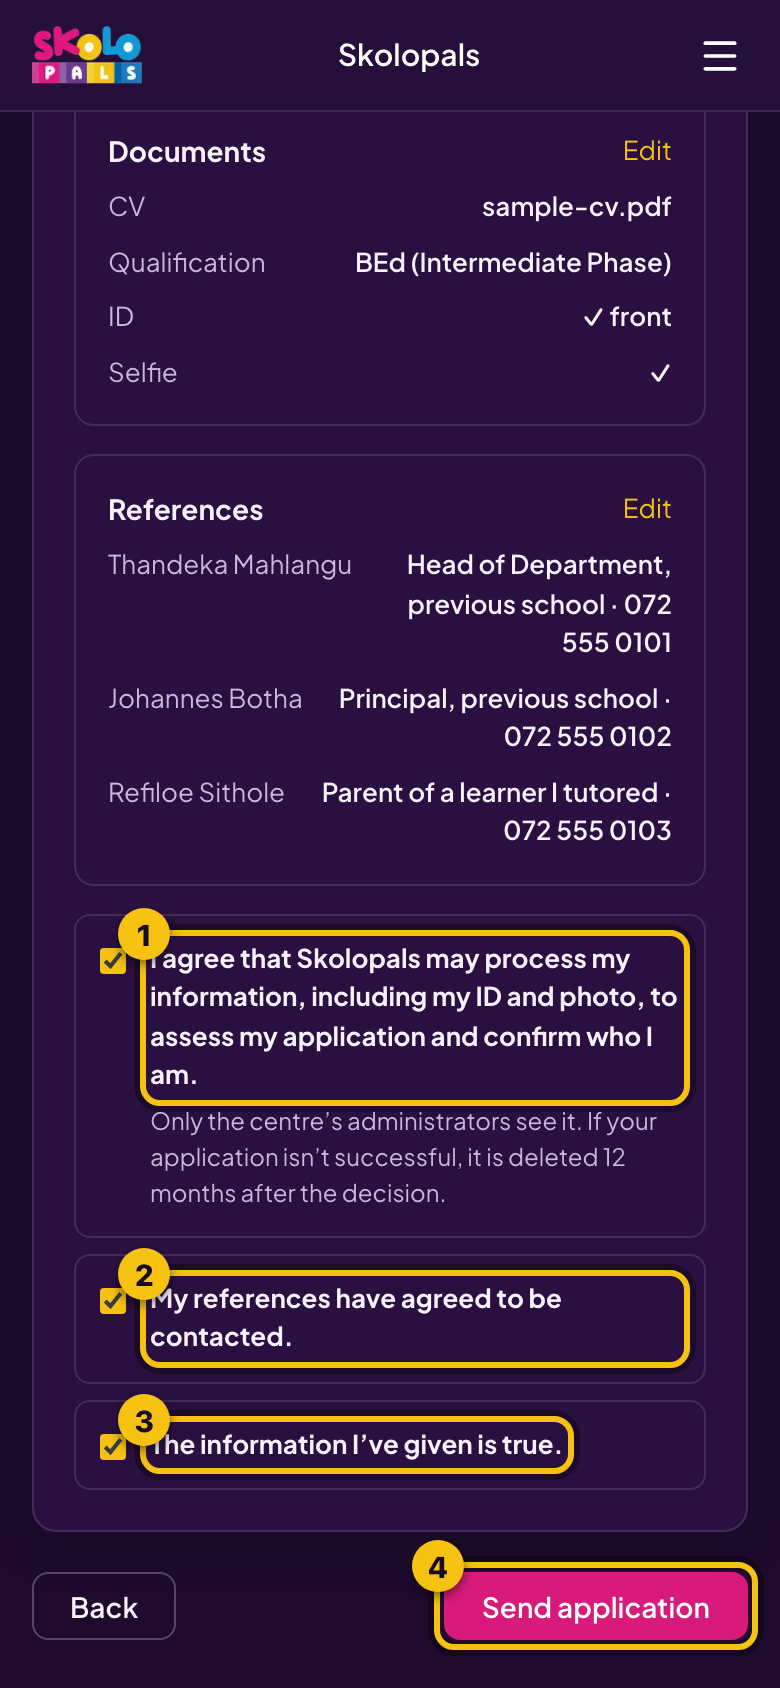 SKOLO
PALS
Skolopals
Documents Edit
CV sample-cv.pdf
Qualification BEd (Intermediate Phase)
ID ✓ front
Selfie ✓
References Edit
Thandeka Mahlangu Head of Department,
previous school · 072
555 0101
Johannes Botha Principal, previous school ·
072 555 0102
Refiloe Sithole Parent of a learner I tutored ·
072 555 0103
1
I agree that Skolopals may process my
information, including my ID and photo, to
assess my application and confirm who I
am.
Only the centre’s administrators see it. If your
application isn’t successful, it is deleted 12
months after the decision.
2
My references have agreed to be
contacted.
3
The information I’ve given is true.
4
Back Send application